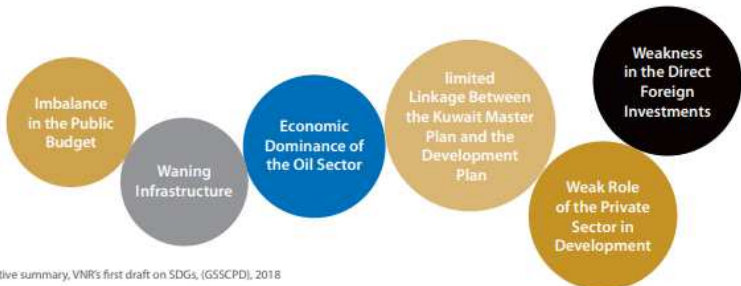 Imbalance
in the Public
Budget
Waning
Infrastructure
Economic
Dominance of
the Oil Sector
limited
Linkage Between
the Kuwait Master
Plan and the
Development
Plan
Weak Role
of the Private
Sector in
Development
Weakness
in the Direct
Foreign
Investments
tive summary, VNR's first draft on SDGs, (GSSCPD), 2018